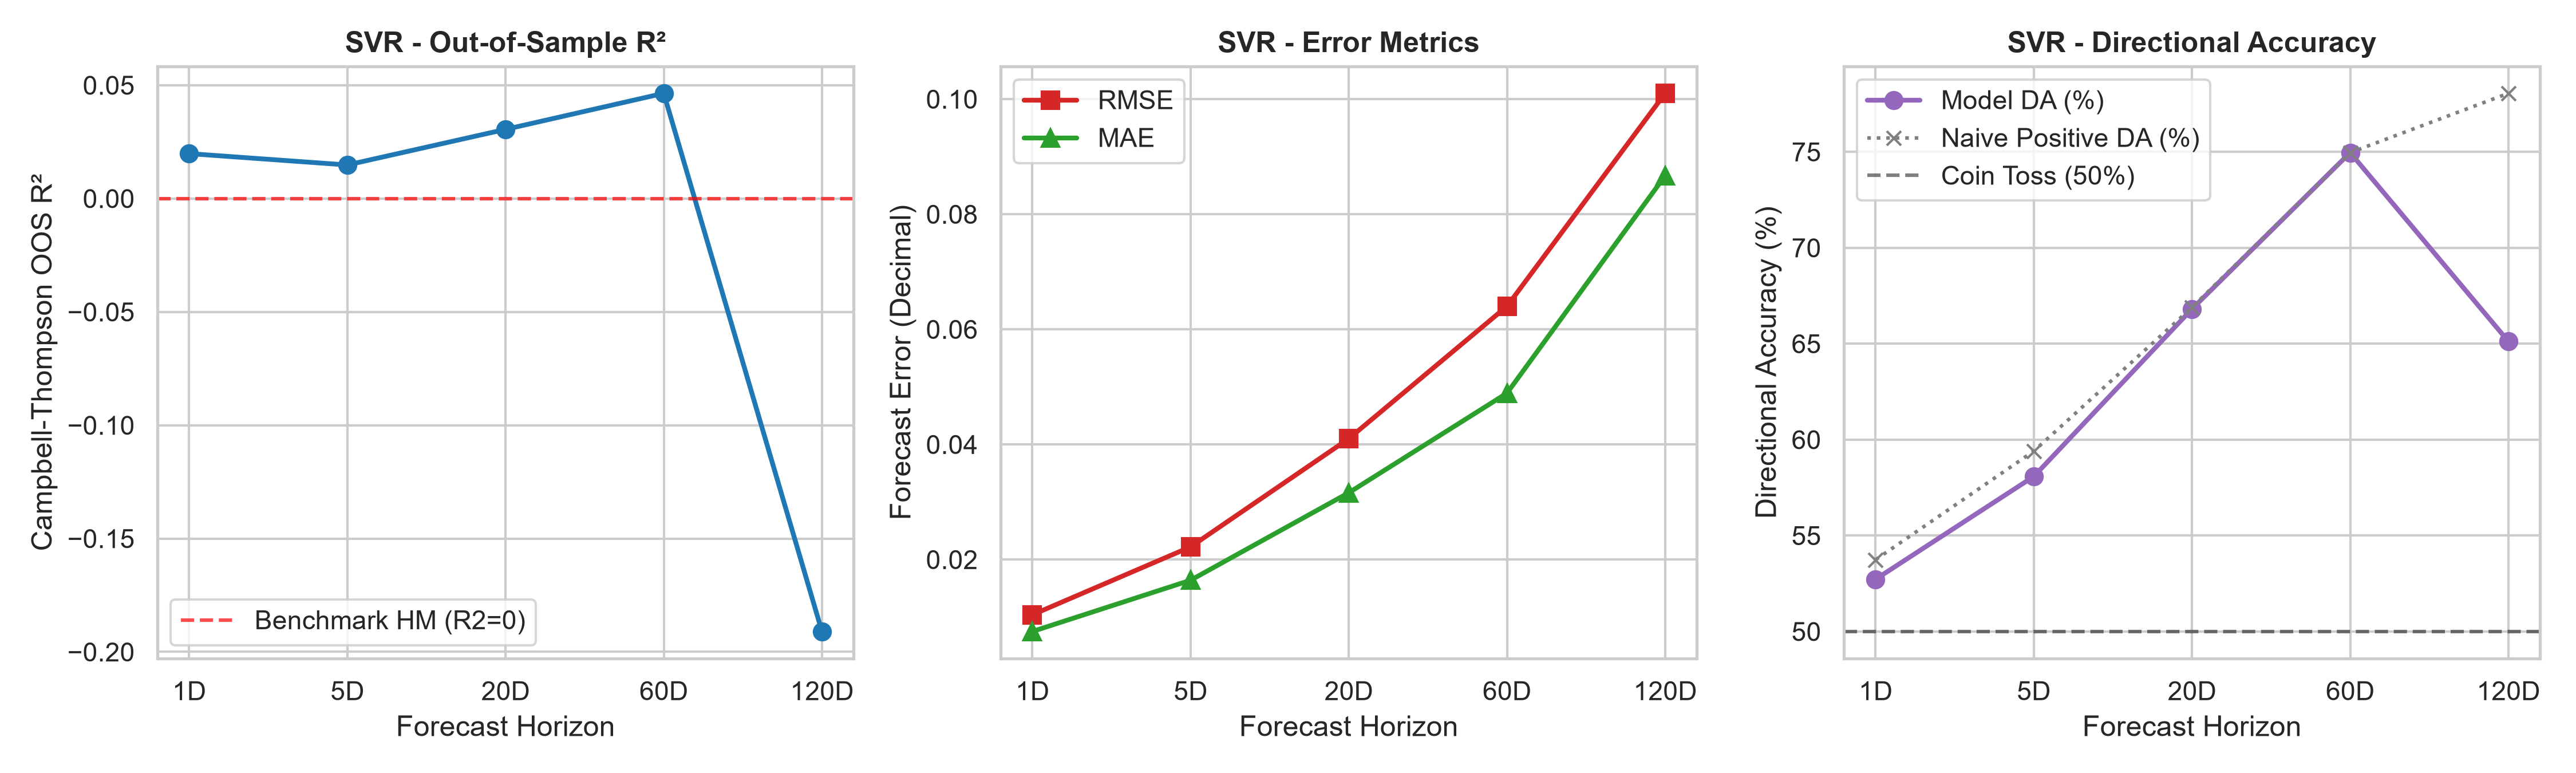 SVR - Out-of-Sample R²
Campbell-Thompson OOS R²
0.05
0.00
−0.05
−0.10
−0.15
−0.20
Benchmark HM (R2=0)
1D 5D 20D 60D 120D
Forecast Horizon
SVR - Error Metrics
Forecast Error (Decimal)
0.10
0.08
0.06
0.04
0.02
RMSE
MAE
1D 5D 20D 60D 120D
Forecast Horizon
SVR - Directional Accuracy
Directional Accuracy (%)
75
70
65
60
55
50
Model DA (%)
Naive Positive DA (%)
Coin Toss (50%)
1D 5D 20D 60D 120D
Forecast Horizon